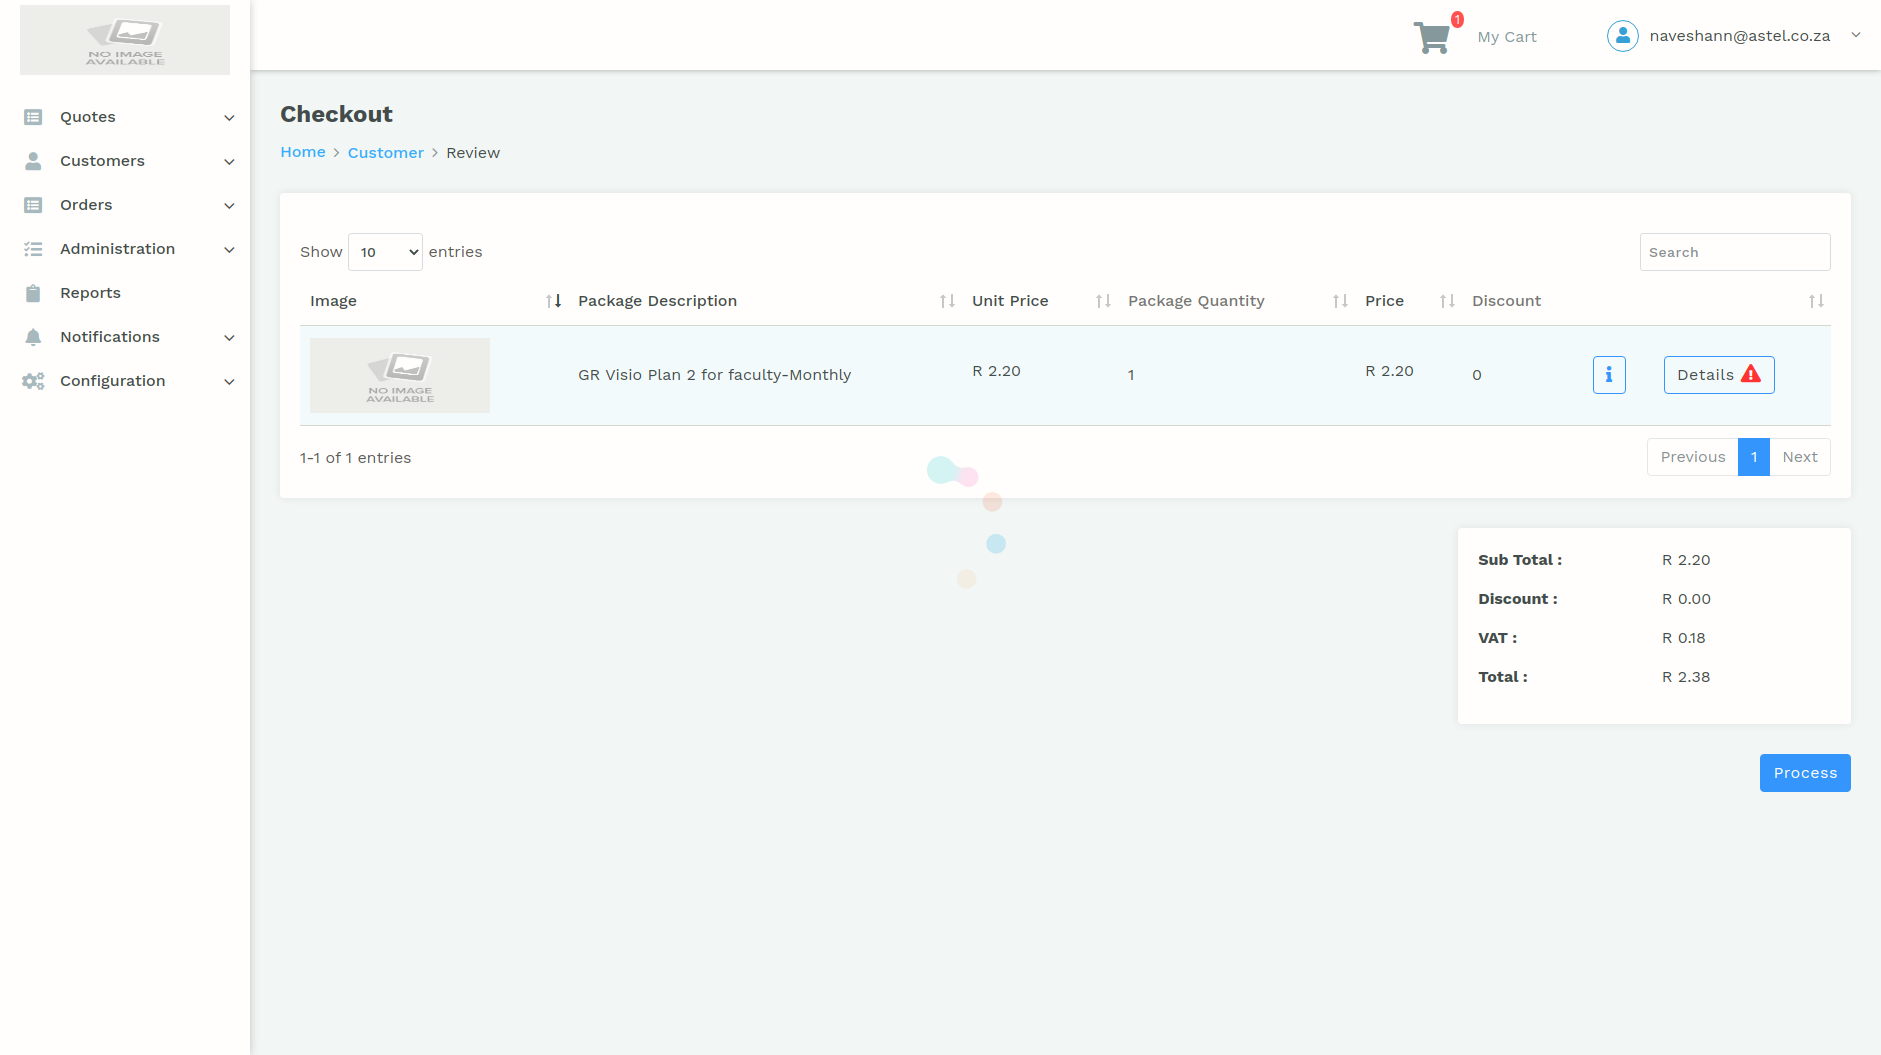 NO IMAGE
AVAILABLE
1
My Cart
naveshann@astel.co.za
Quotes
Customers
Orders
Administration
Reports
Notifications
Configuration
Checkout
Home > Customer > Review
Show 10 entries
Search
Image Package Description Unit Price Package Quantity Price Discount
NO IMAGE
AVAILABLE
GR Visio Plan 2 for faculty-Monthly R 2.20 1 R 2.20 0 i Details
1-1 of 1 entries
Previous 1 Next
Sub Total : R 2.20
Discount : R 0.00
VAT : R 0.18
Total : R 2.38
Process